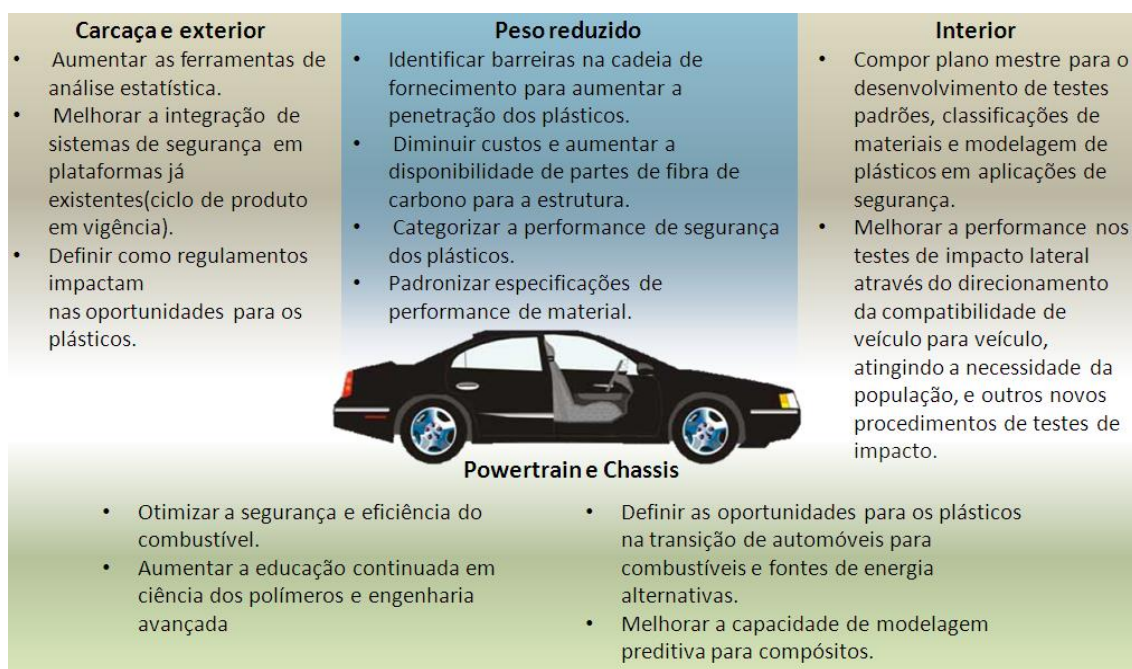 Carcaça e exterior
• Aumentar as ferramentas de
análise estatística.
• Melhorar a integração de
sistemas de segurança em
plataformas já
existentes(ciclo de produto
em vigência).
• Definir como regulamentos
impactam
nas oportunidades para os
plásticos.
Peso reduzido
• Identificar barreiras na cadeia de
fornecimento para aumentar a
penetração dos plásticos.
• Diminuir custos e aumentar a
disponibilidade de partes de fibra de
carbono para a estrutura.
• Categorizar a performance de segurança
dos plásticos.
• Padronizar especificações de
performance de material.
Interior
• Compor plano mestre para o
desenvolvimento de testes
padrões, classificações de
materiais e modelagem de
plásticos em aplicações de
segurança.
• Melhorar a performance nos
testes de impacto lateral
através do direcionamento
da compatibilidade de
veículo para veículo,
atingindo a necessidade da
população, e outros novos
procedimentos de testes de
impacto.
Powertrain e Chassis
• Otimizar a segurança e eficiência do
combustível.
• Aumentar a educação continuada em
ciência dos polímeros e engenharia
avançada
• Definir as oportunidades para os plásticos
na transição de automóveis para
combustíveis e fontes de energia
alternativas.
• Melhorar a capacidade de modelagem
preditiva para compósitos.